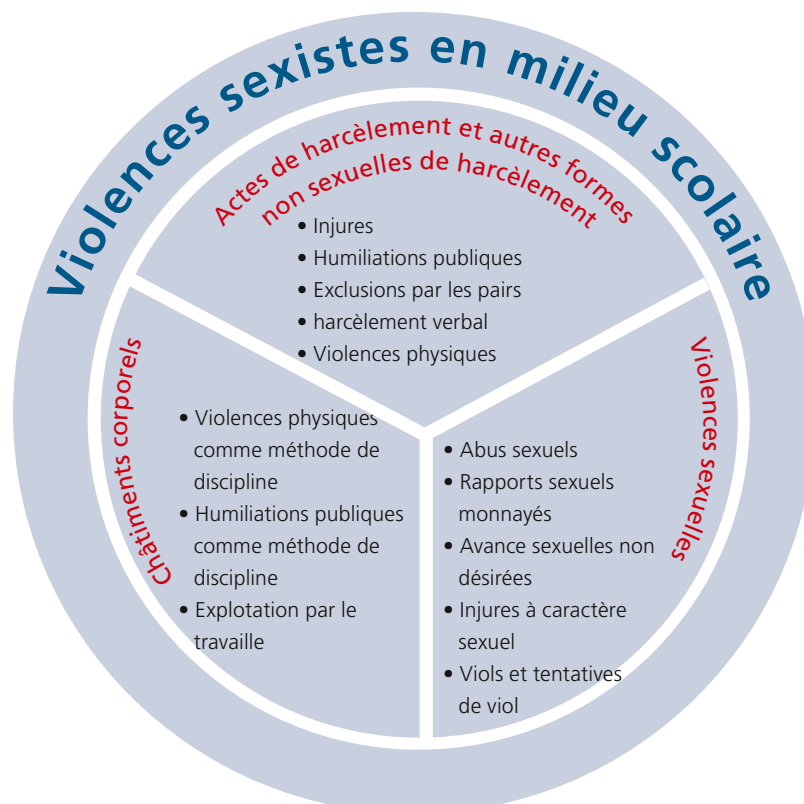 Violences sexistes en milieu scolaire
Actes de harcèlement et autres formes
non sexuelles de harcèlement
• Injures
• Humiliations publiques
• Exclusions par les pairs
• harcèlement verbal
• Violences physiques
Châtiments corporels
• Violences physiques
comme méthode de
discipline
• Humiliations publiques
comme méthode de
discipline
• Explotation par le
travaille
Violences sexuelles
• Abus sexuels
• Rapports sexuels
monnayés
• Avance sexuelles non
désirées
• Injures à caractère
sexuel
• Viols et tentatives
de viol